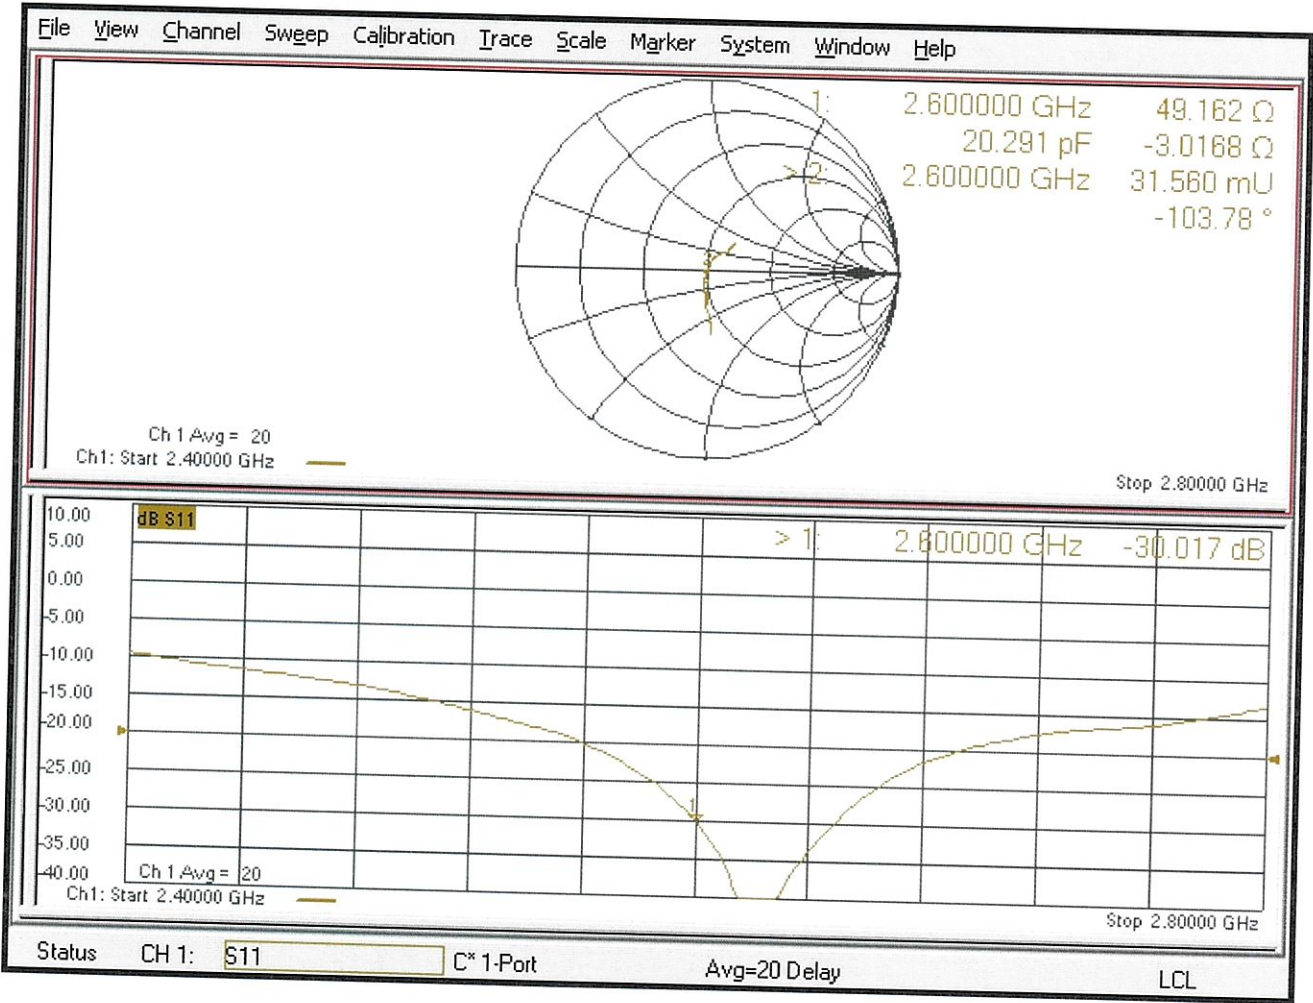 File View Channel Sweep Calibration Trace Scale Marker System Window Help
1: 2.600000 GHz 49.162 Ω
20.291 pF -3.0168 Ω
> 2: 2.600000 GHz 31.560 mU
-103.78 °
Ch 1 Avg = 20
Ch1: Start 2.40000 GHz
Stop 2.80000 GHz
dB S11
> 1: 2.600000 GHz -30.017 dB
10.00
5.00
0.00
-5.00
-10.00
-15.00
-20.00
-25.00
-30.00
-35.00
-40.00
1
Ch 1 Avg = 20
Ch1: Start 2.40000 GHz
Stop 2.80000 GHz
Status CH 1: S11 C* 1-Port Avg=20 Delay LCL